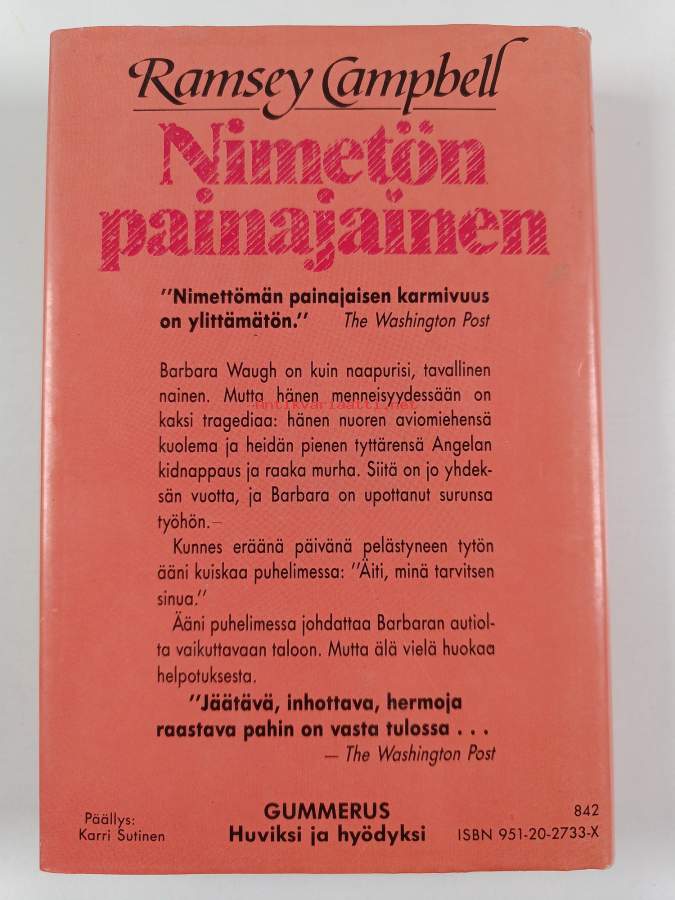 Ramsey Campbell
Nimetön
painajainen
"Nimettömän painajaisen karmivuus
on ylittämätön." The Washington Post
Barbara Waugh on kuin naapurisi, tavallinen
nainen. Mutta hänen menneisyydessään on
Antikvariaatti.net
kaksi tragediaa: hänen nuoren aviomiehensä
kuolema ja heidän pienen tyttärensä Angelan
kidnappaus ja raaka murha. Siitä on jo yhdek-
sän vuotta, ja Barbara on upottanut surunsa
työhön.–
Kunnes eräänä päivänä pelästyneen tytön
ääni kuiskaa puhelimessa: "Äiti, minä tarvitsen
sinua."
Ääni puhelimessa johdattaa Barbaran autiol-
ta vaikuttavaan taloon. Mutta älä vielä huokaa
helpotuksesta.
"Jäätävä, inhottava, hermoja
raastava pahin on vasta tulossa . . .
— The Washington Post
Päällys:
Karri Sutinen
GUMMERUS
Huviksi ja hyödyksi
842
ISBN 951-20-2733-X